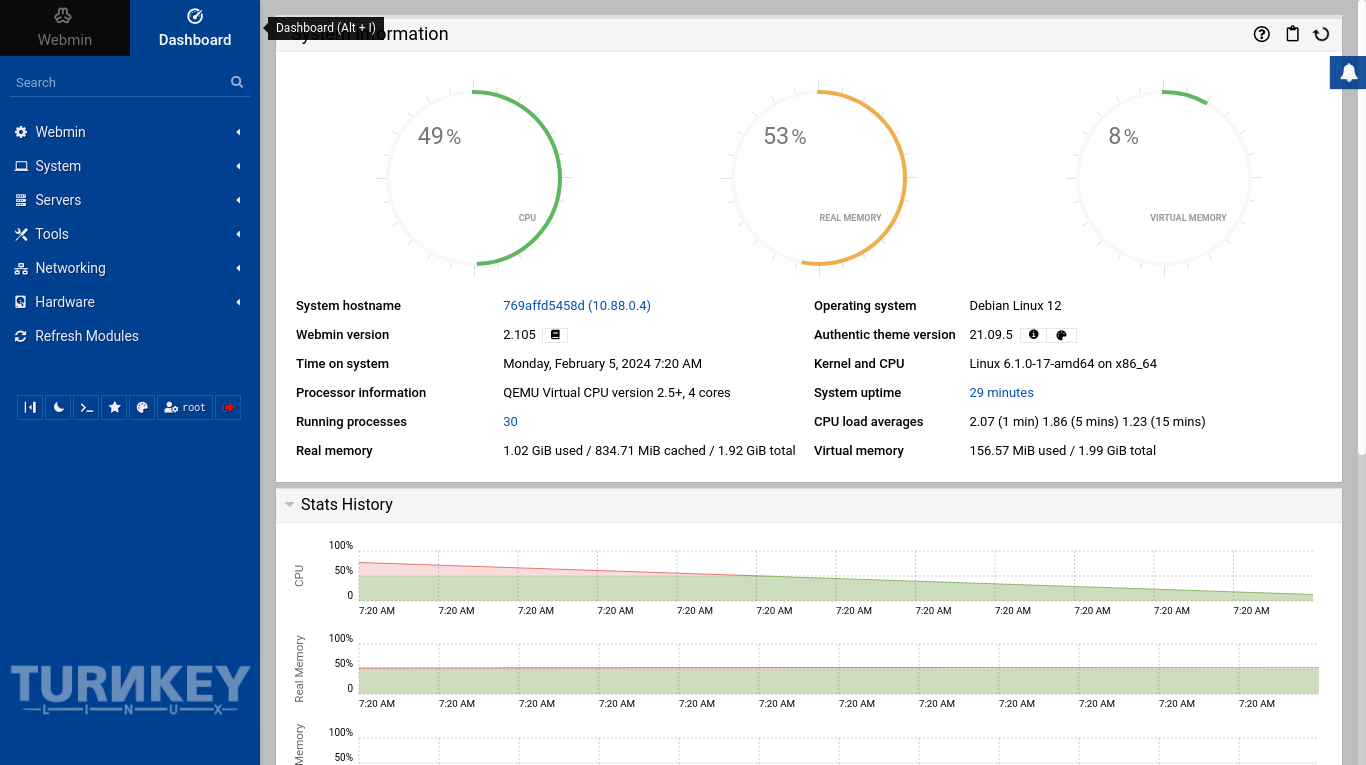 Webmin
Dashboard
Dashboard (Alt + I)
System Information
Search
Webmin
System
Servers
Tools
Networking
Hardware
Refresh Modules
root
TURNKEY
LINUX
49%
CPU
53%
REAL MEMORY
8%
VIRTUAL MEMORY
System hostname 769affd5458d (10.88.0.4) Operating system Debian Linux 12
Webmin version 2.105 Authentic theme version 21.09.5
Time on system Monday, February 5, 2024 7:20 AM Kernel and CPU Linux 6.1.0-17-amd64 on x86_64
Processor information QEMU Virtual CPU version 2.5+, 4 cores System uptime 29 minutes
Running processes 30 CPU load averages 2.07 (1 min) 1.86 (5 mins) 1.23 (15 mins)
Real memory 1.02 GiB used / 834.71 MiB cached / 1.92 GiB total Virtual memory 156.57 MiB used / 1.99 GiB total
Stats History
CPU
100%
50%
0
7:20 AM 7:20 AM 7:20 AM 7:20 AM 7:20 AM 7:20 AM 7:20 AM 7:20 AM 7:20 AM 7:20 AM 7:20 AM 7:20 AM
Real Memory
100%
50%
0
7:20 AM 7:20 AM 7:20 AM 7:20 AM 7:20 AM 7:20 AM 7:20 AM 7:20 AM 7:20 AM 7:20 AM 7:20 AM 7:20 AM
Memory
100%
50%